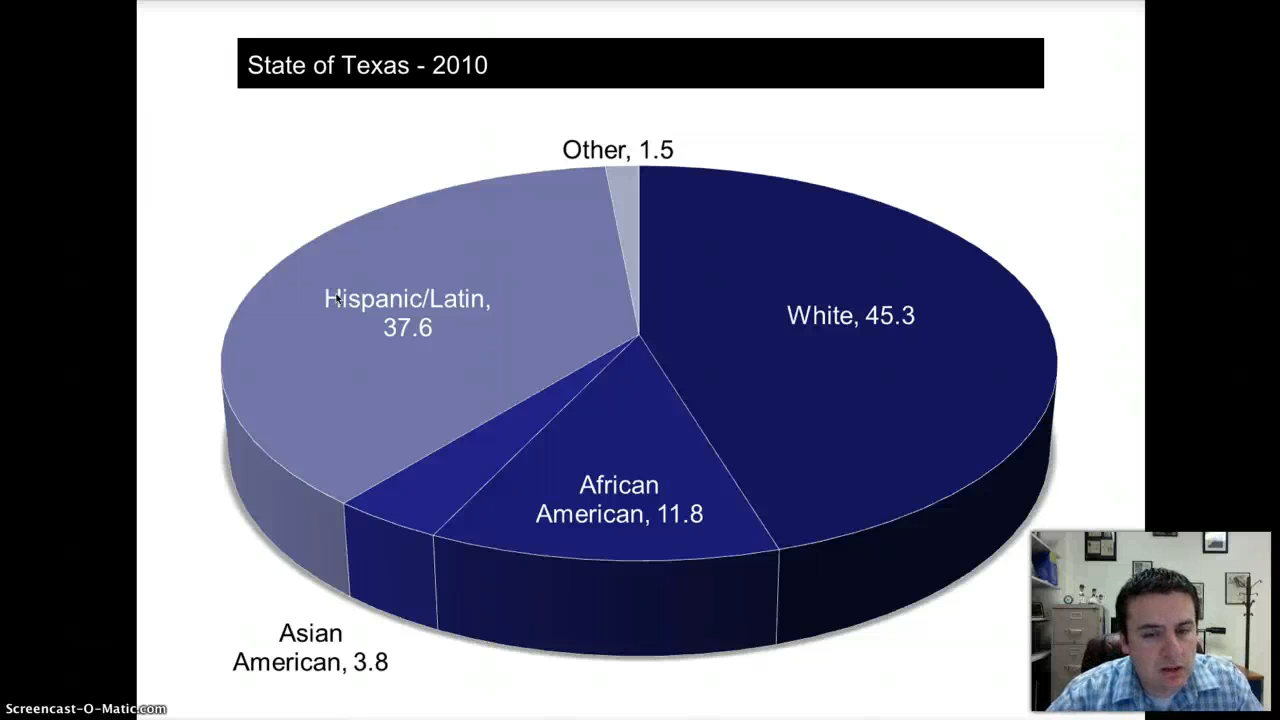 State of Texas - 2010
Other, 1.5
Hispanic/Latin,
37.6
White, 45.3
African
American, 11.8
Asian
American, 3.8
Screencast-O-Matic.com